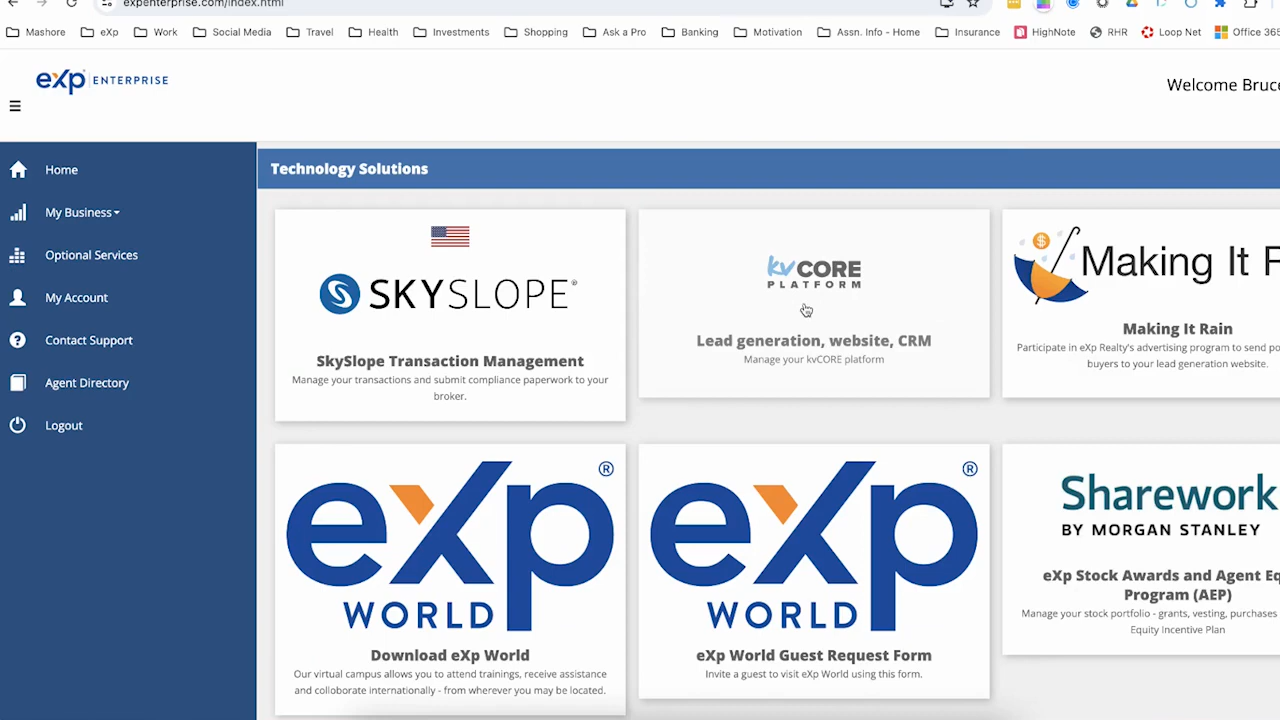 expenterprise.com/index.html
Mashore
eXp
Work
Social Media
Travel
Health
Investments
Shopping
Ask a Pro
Banking
Motivation
Assn. Info - Home
Insurance
HighNote
RHR
Loop Net
Office 365
eXp ENTERPRISE
Welcome Bruce
Home
My Business
Optional Services
My Account
Contact Support
Agent Directory
Logout
Technology Solutions
SKYSLOPE®
SkySlope Transaction Management
Manage your transactions and submit compliance paperwork to your
broker.
kvCORE
PLATFORM
Lead generation, website, CRM
Manage your kvCORE platform
Making It R
Making It Rain
Participate in eXp Realty's advertising program to send po
buyers to your lead generation website.
eXp®
WORLD
Download eXp World
Our virtual campus allows you to attend trainings, receive assistance
and collaborate internationally - from wherever you may be located.
eXp®
WORLD
eXp World Guest Request Form
Invite a guest to visit eXp World using this form.
Sharework
BY MORGAN STANLEY
eXp Stock Awards and Agent Eq
Program (AEP)
Manage your stock portfolio - grants, vesting, purchases
Equity Incentive Plan